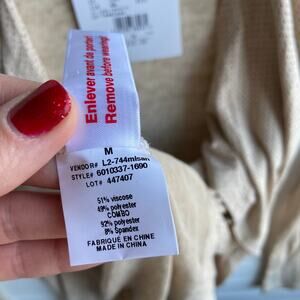 Enlever avant de porter
Remove before wearing!
M
VENDOR# L2-744mlsan
STYLE# 6010337-1690
LOT# 447407
51% viscose
49% polyester
COMBO
92% polyester
8% Spandex
FABRIQUÉ EN CHINE
MADE IN CHINA